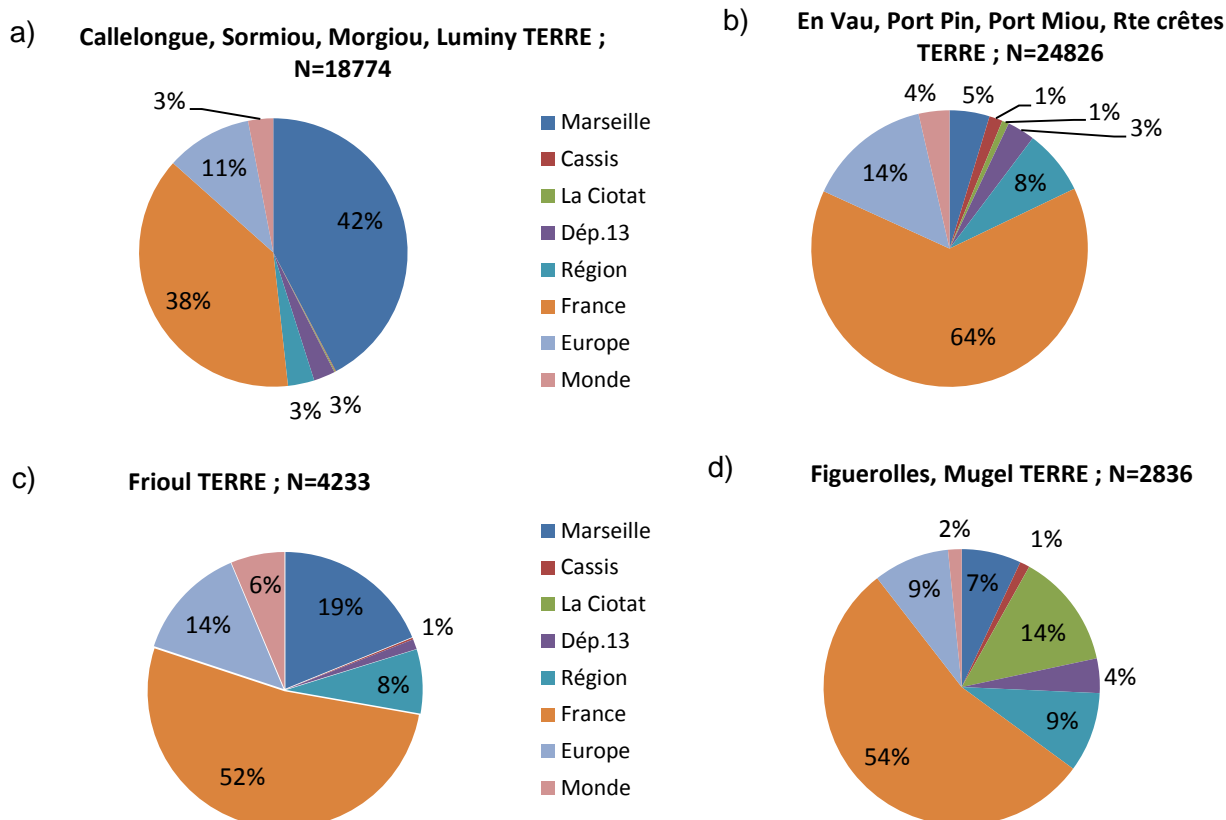 a)
Callelongue, Sormiou, Morgiou, Luminy TERRE ;
N=18774
3%
11%
42%
38%
3%
3%
Marseille
Cassis
La Ciotat
Dép.13
Région
France
Europe
Monde
b)
En Vau, Port Pin, Port Miou, Rte crêtes
TERRE ; N=24826
4%
5%
1%
1%
3%
14%
8%
64%
c)
Frioul TERRE ; N=4233
6%
19%
14%
1%
8%
52%
Marseille
Cassis
La Ciotat
Dép.13
Région
France
Europe
Monde
d)
Figuerolles, Mugel TERRE ; N=2836
2%
1%
9%
7%
14%
4%
9%
54%